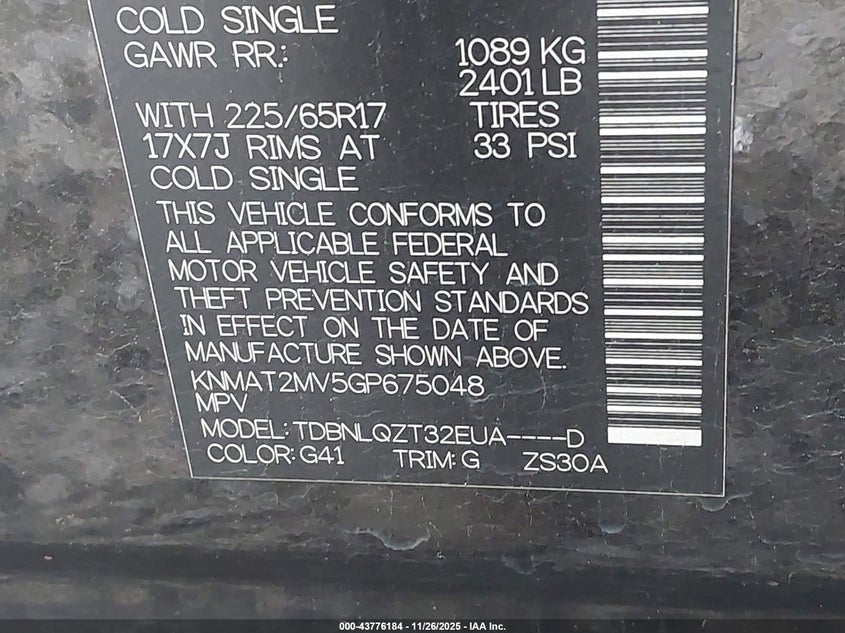 COLD SINGLE
GAWR RR: 1089 KG
2401 LB
WITH 225/65R17 TIRES
17X7J RIMS AT 33 PSI
COLD SINGLE
THIS VEHICLE CONFORMS TO
ALL APPLICABLE FEDERAL
MOTOR VEHICLE SAFETY AND
THEFT PREVENTION STANDARDS
IN EFFECT ON THE DATE OF
MANUFACTURE SHOWN ABOVE.
KNMAT2MV5GP675048
MPV
MODEL: TDBNLQZT32EUA----D
COLOR: G41 TRIM: G ZS30A
000-43776184 - 11/26/2025 - IAA Inc.